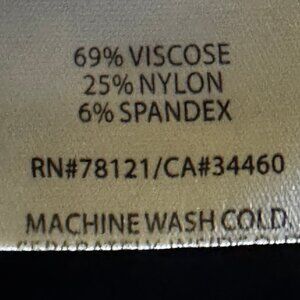 69% VISCOSE
25% NYLON
6% SPANDEX
RN#78121/CA#34460
MACHINE WASH COLD